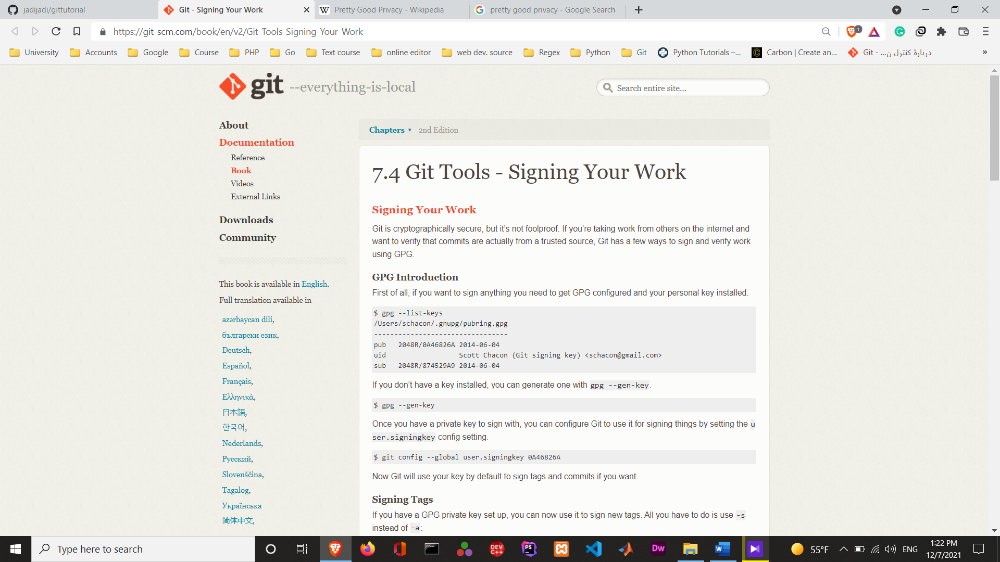 jadijadi/gittutorial
Git - Signing Your Work
Pretty Good Privacy - Wikipedia
pretty good privacy - Google Search
https://git-scm.com/book/en/v2/Git-Tools-Signing-Your-Work
1
University
Accounts
Google
Course
PHP
Go
Text course
online editor
web dev. source
Regex
Python
Git
Python Tutorials –...
Carbon | Create an...
Git - ...دربارهٔ کنترل ن
»
git --everything-is-local
Search entire site...
About
Documentation
Reference
Book
Videos
External Links
Downloads
Community
This book is available in English.
Full translation available in
azərbaycan dili,
български език,
Deutsch,
Español,
Français,
Ελληνικά,
日本語,
한국어,
Nederlands,
Русский,
Slovenščina,
Tagalog,
Українська
简体中文,
Chapters ▾ 2nd Edition
7.4 Git Tools - Signing Your Work
Signing Your Work
Git is cryptographically secure, but it’s not foolproof. If you’re taking work from others on the internet and
want to verify that commits are actually from a trusted source, Git has a few ways to sign and verify work
using GPG.
GPG Introduction
First of all, if you want to sign anything you need to get GPG configured and your personal key installed.
$ gpg --list-keys
/Users/schacon/.gnupg/pubring.gpg
---------------------------------
pub   2048R/0A46826A 2014-06-04
uid                  Scott Chacon (Git signing key) <schacon@gmail.com>
sub   2048R/874529A9 2014-06-04
If you don’t have a key installed, you can generate one with gpg --gen-key.
$ gpg --gen-key
Once you have a private key to sign with, you can configure Git to use it for signing things by setting the u
ser.signingkey config setting.
$ git config --global user.signingkey 0A46826A
Now Git will use your key by default to sign tags and commits if you want.
Signing Tags
If you have a GPG private key set up, you can now use it to sign new tags. All you have to do is use -s
instead of -a:
Type here to search
DEV C++
PS
Dw
W
55°F
ENG
1:22 PM
12/7/2021